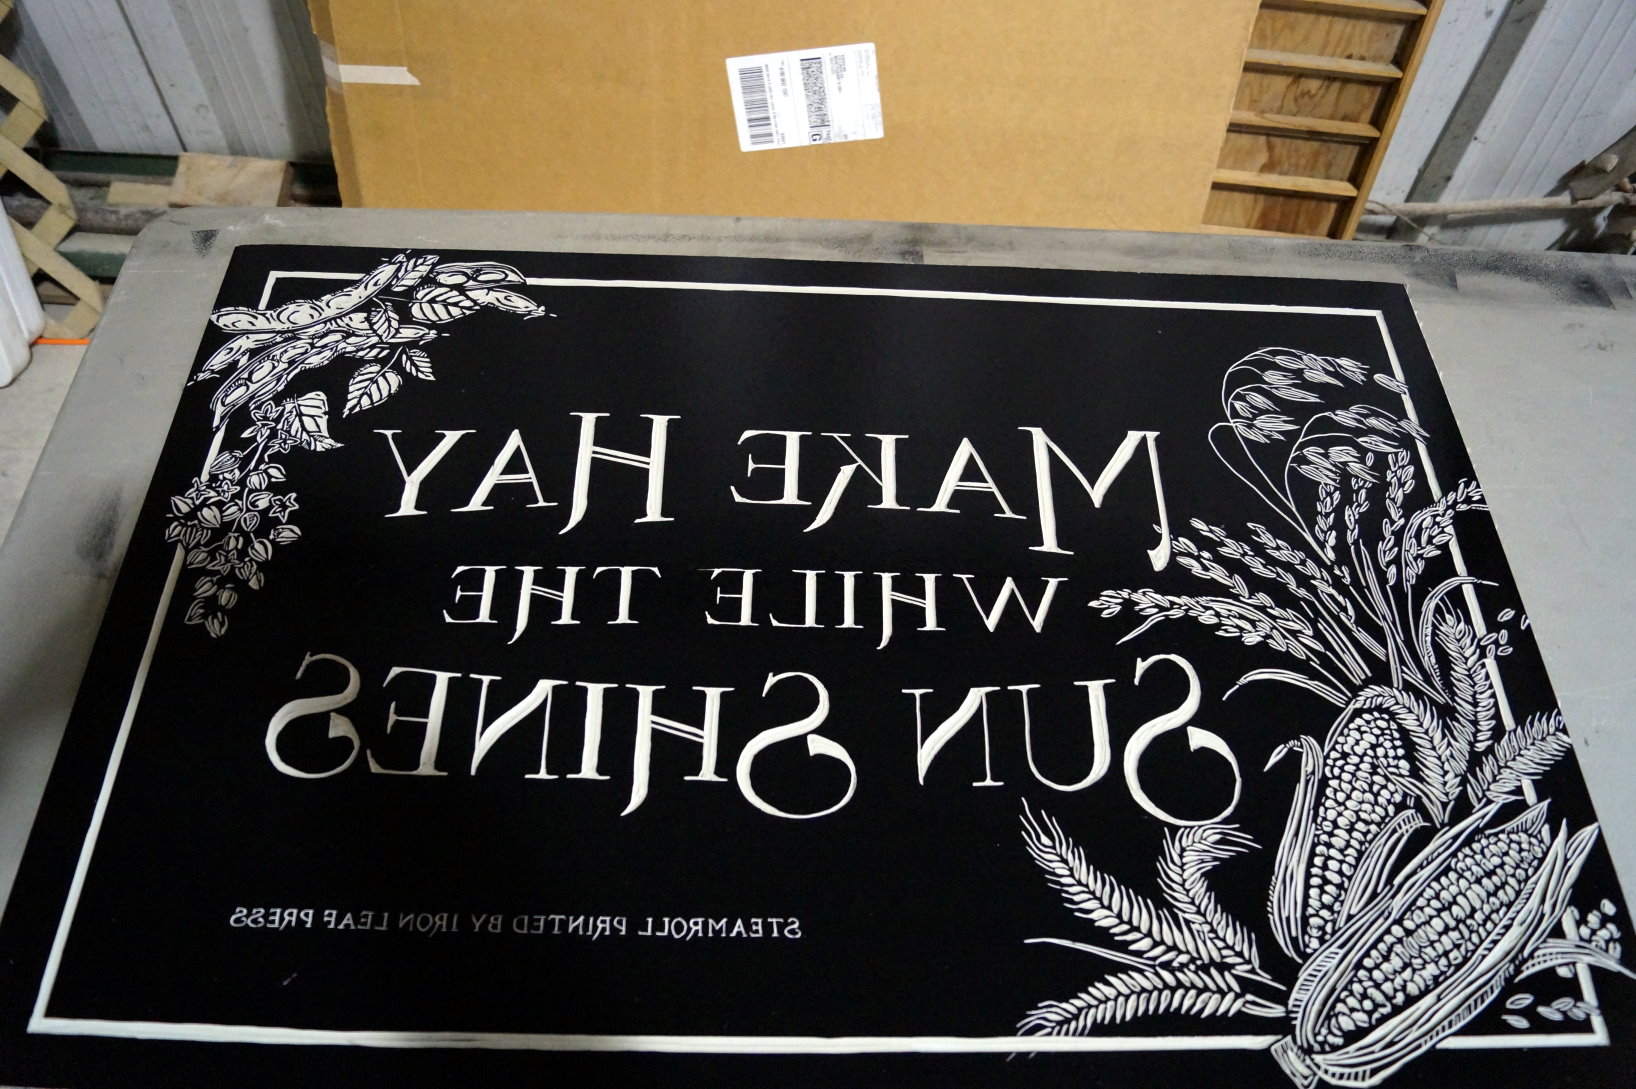 MAKE HAY
WHILE THE
SUN SHINES
STEAMROLL PRINTED BY IRON LEAF PRESS